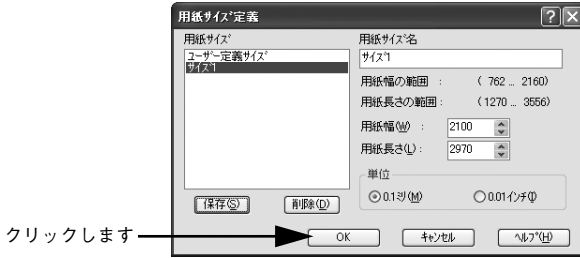 用紙サイズ定義
用紙サイズ
ユーザー定義サイズ
サイズ1
保存(S)
削除(D)
用紙サイズ名
サイズ1
用紙幅の範囲 : ( 762 ... 2160)
用紙長さの範囲 : (1270 ... 3556)
用紙幅(W) : 2100
用紙長さ(L) : 2970
単位
0.1ミリ(M)
0.01インチ(I)
クリックします
OK
キャンセル
ヘルプ(H)